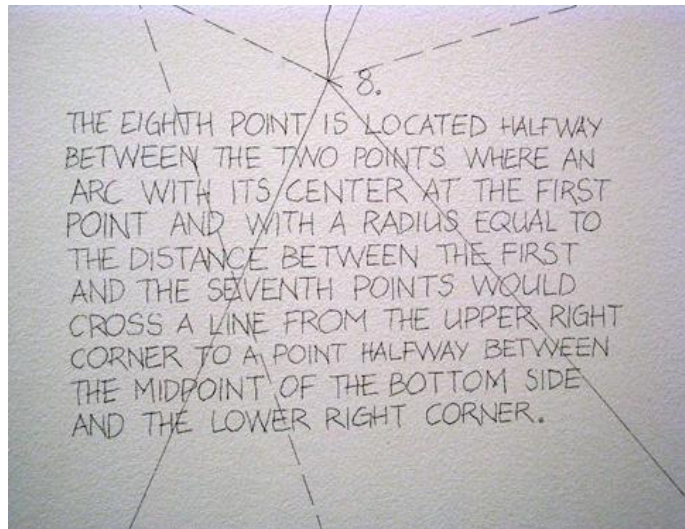 8.
THE EIGHTH POINT IS LOCATED HALFWAY
BETWEEN THE TWO POINTS WHERE AN
ARC WITH ITS CENTER AT THE FIRST
POINT AND WITH A RADIUS EQUAL TO
THE DISTANCE BETWEEN THE FIRST
AND THE SEVENTH POINTS WOULD
CROSS A LINE FROM THE UPPER RIGHT
CORNER TO A POINT HALFWAY BETWEEN
THE MIDPOINT OF THE BOTTOM SIDE
AND THE LOWER RIGHT CORNER.